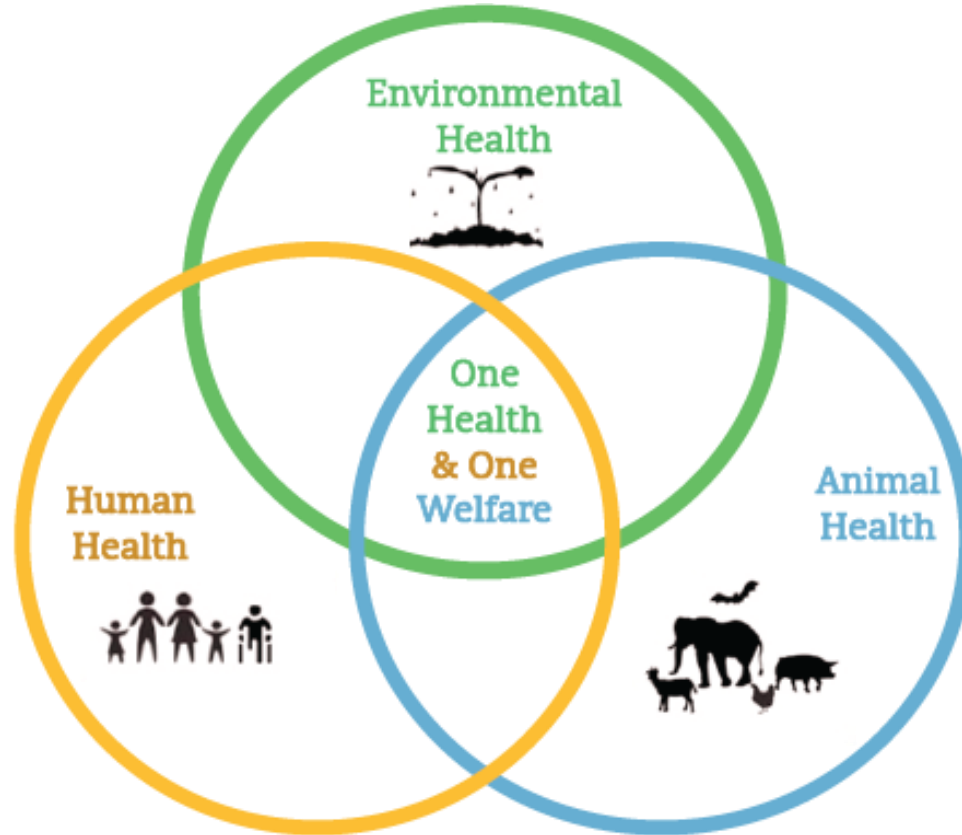 Environmental
Health
One
Health
& One
Welfare
Human
Health
Animal
Health